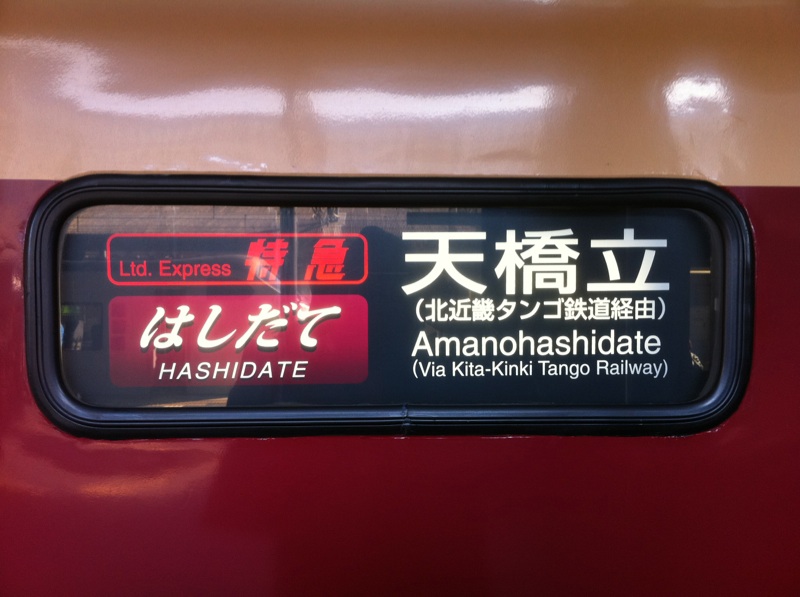 Ltd. Express 特急
はしだて
HASHIDATE
天橋立
（北近畿タンゴ鉄道経由）
Amanohashidate
(Via Kita-Kinki Tango Railway)